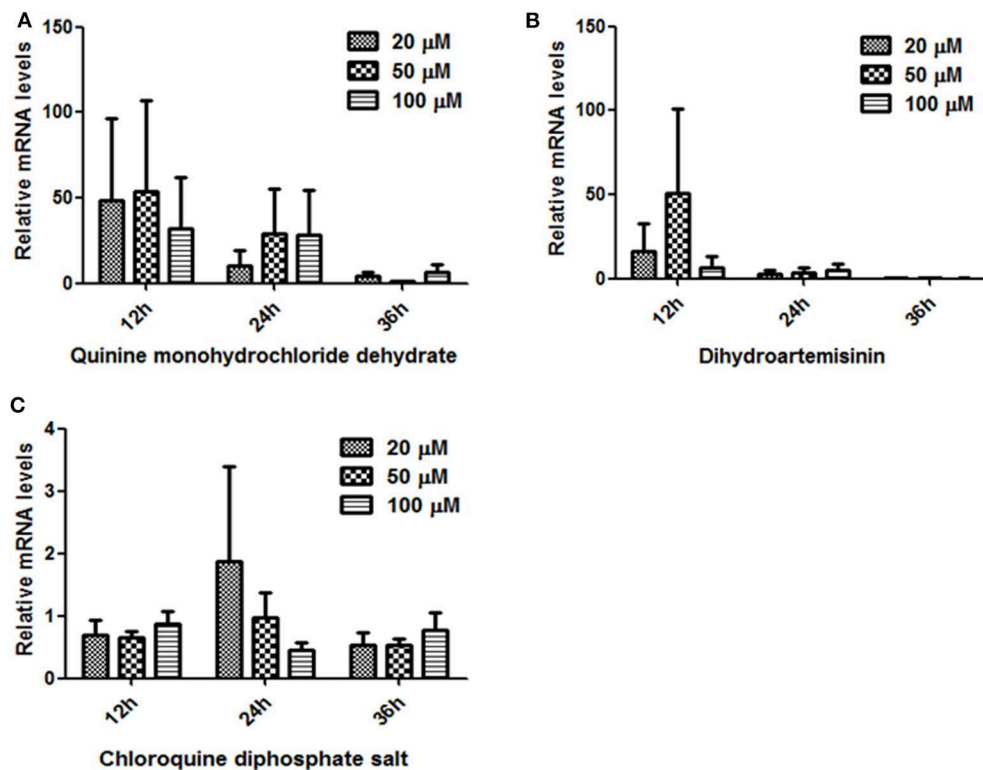 A
Relative mRNA levels
150
100
50
0
20 μM
50 μM
100 μM
12h
24h
36h
Quinine monohydrochloride dehydrate
B
Relative mRNA levels
150
100
50
0
20 μM
50 μM
100 μM
12h
24h
36h
Dihydroartemisinin
C
Relative mRNA levels
4
3
2
1
0
20 μM
50 μM
100 μM
12h
24h
36h
Chloroquine diphosphate salt